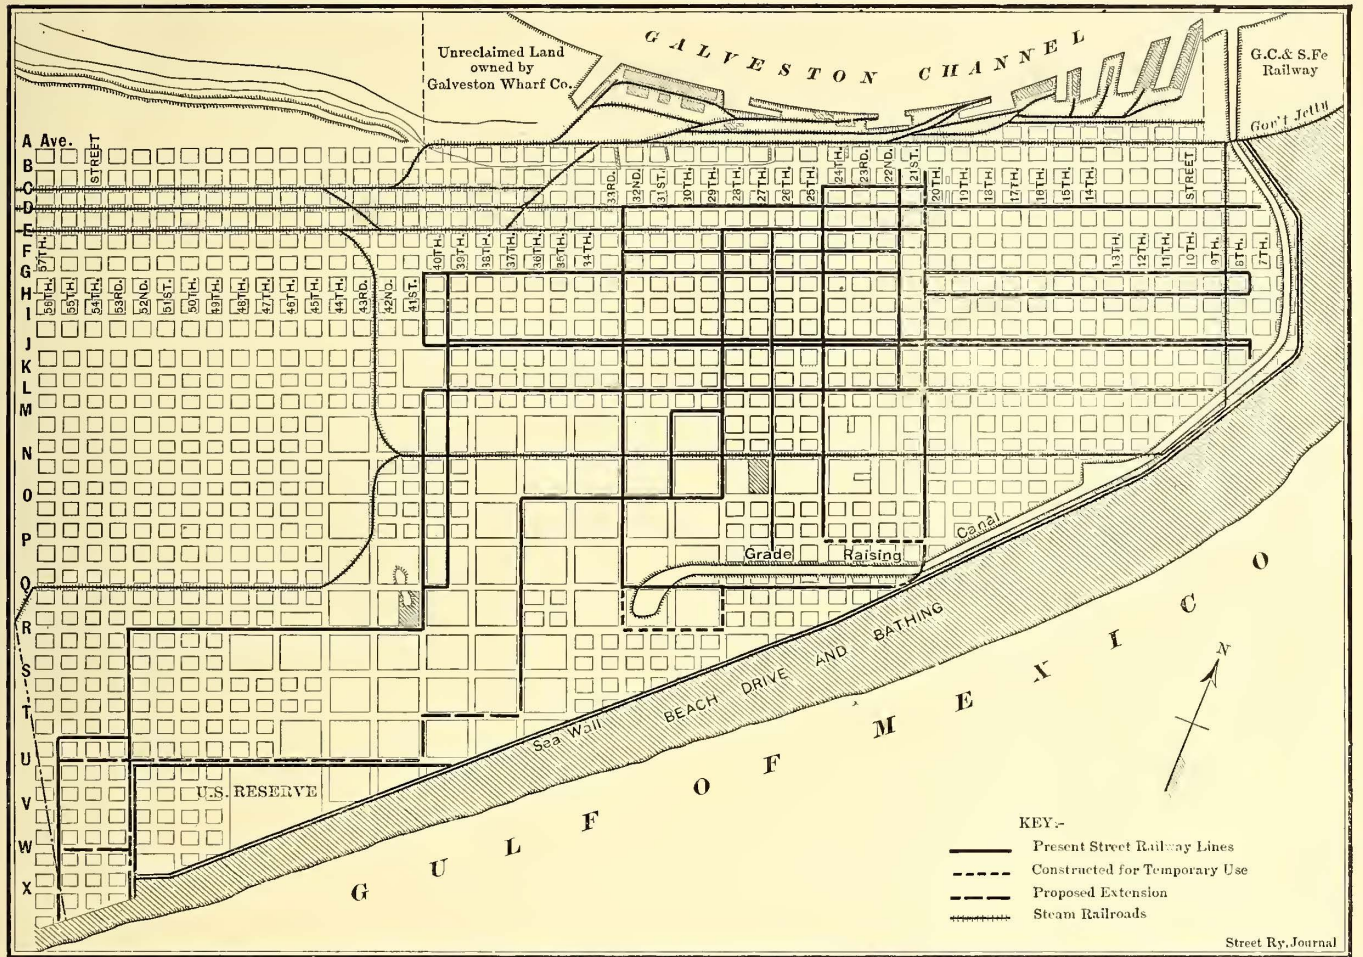 GALVESTON CHANNEL
Unreclaimed Land
owned by
Galveston Wharf Co.
G.C.& S.Fe
Railway
Gov't Jetty
A Ave.
B
C
D
E
F
G
H
I
J
K
L
M
N
O
P
Q
R
S
T
U
V
W
X
STREET
57TH.
56TH.
55TH.
54TH.
53RD.
52ND.
51ST.
50TH.
49TH.
48TH.
47TH.
46TH.
45TH.
44TH.
43RD.
42ND.
41ST.
40TH.
39TH.
38TH.
37TH.
36TH.
35TH.
34TH.
33RD.
32ND.
31ST.
30TH.
29TH.
28TH.
27TH.
26TH.
25TH.
24TH.
23RD.
22ND.
21ST.
20TH.
19TH.
18TH.
17TH.
16TH.
15TH.
14TH.
STREET
13TH.
12TH.
11TH.
10TH.
9TH.
8TH.
7TH.
Grade Raising
Canal
Sea Wall
BEACH DRIVE AND BATHING
U.S. RESERVE
GULF OF MEXICO
N
KEY:-
Present Street Railway Lines
Constructed for Temporary Use
Proposed Extension
Steam Railroads
Street Ry. Journal